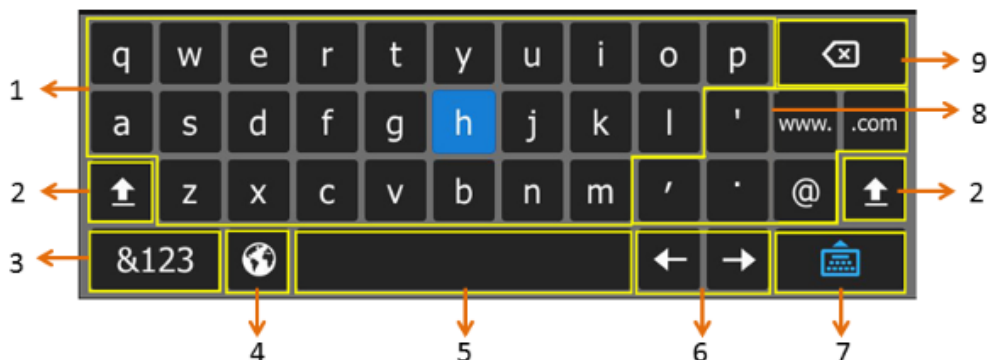 q w e r t y u i o p 9
1
a s d f g h j k l ' www. .com 8
2 z x c v b n m , . @ 2
3 &123
4 5 6 7